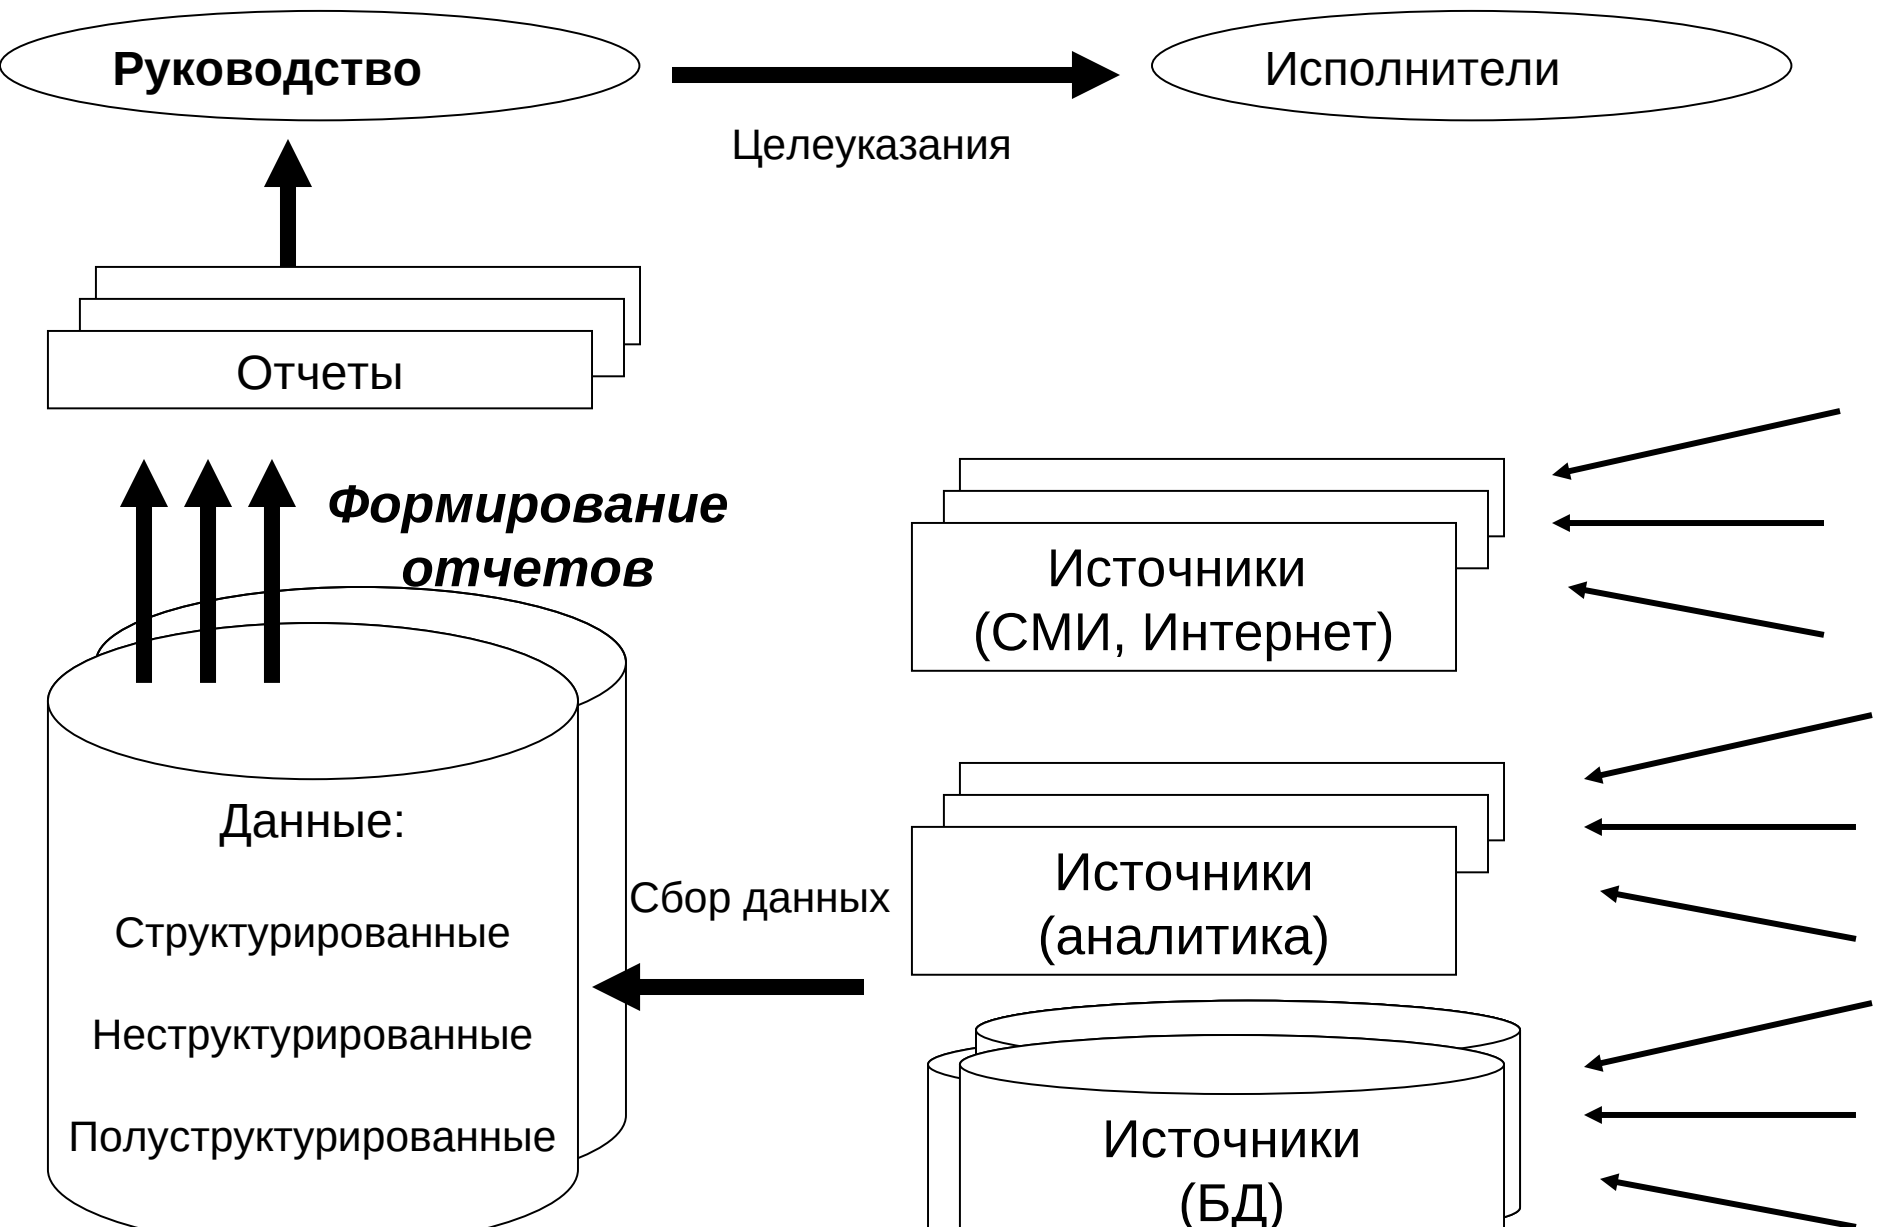 Руководство
Исполнители
Целеуказания
Отчеты
Формирование
отчетов
Источники
(СМИ, Интернет)
Данные:
Структурированные
Неструктурированные
Полуструктурированные
Сбор данных
Источники
(аналитика)
Источники
(БД)